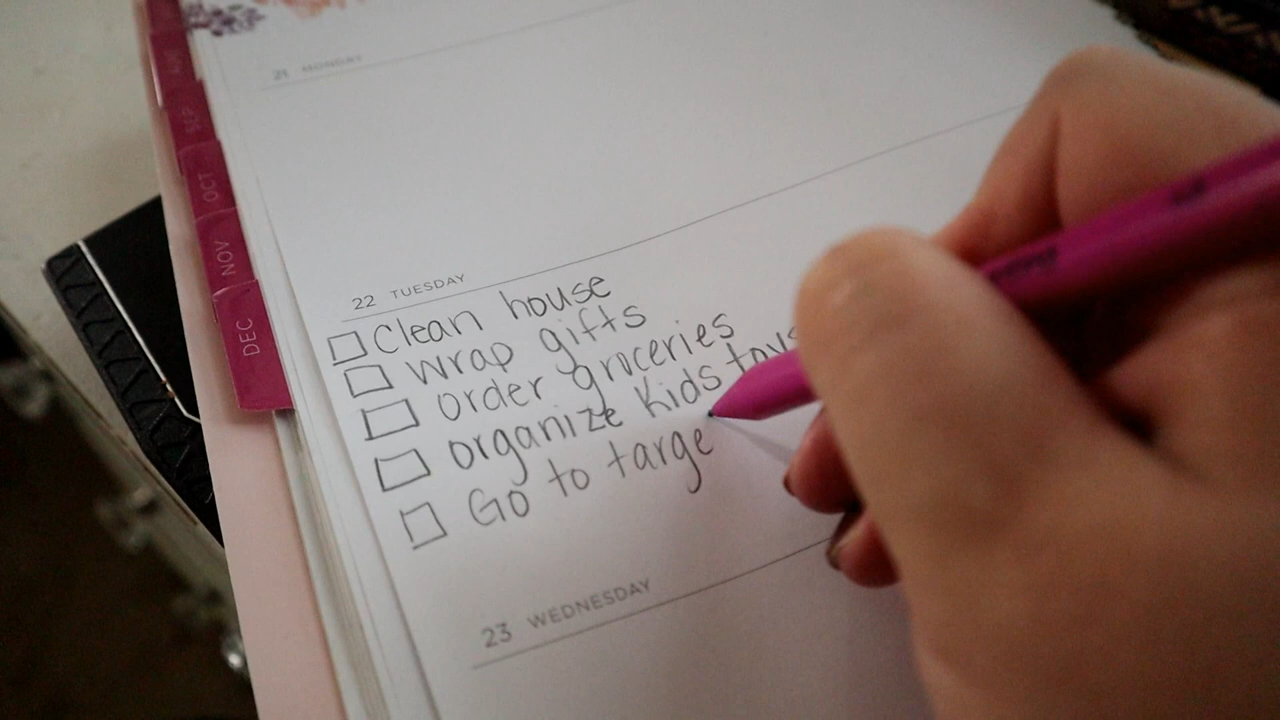 21 MONDAY
SEP
OCT
NOV
DEC
22 TUESDAY
Clean house
wrap gifts
order groceries
organize kids toys
Go to targe
23 WEDNESDAY